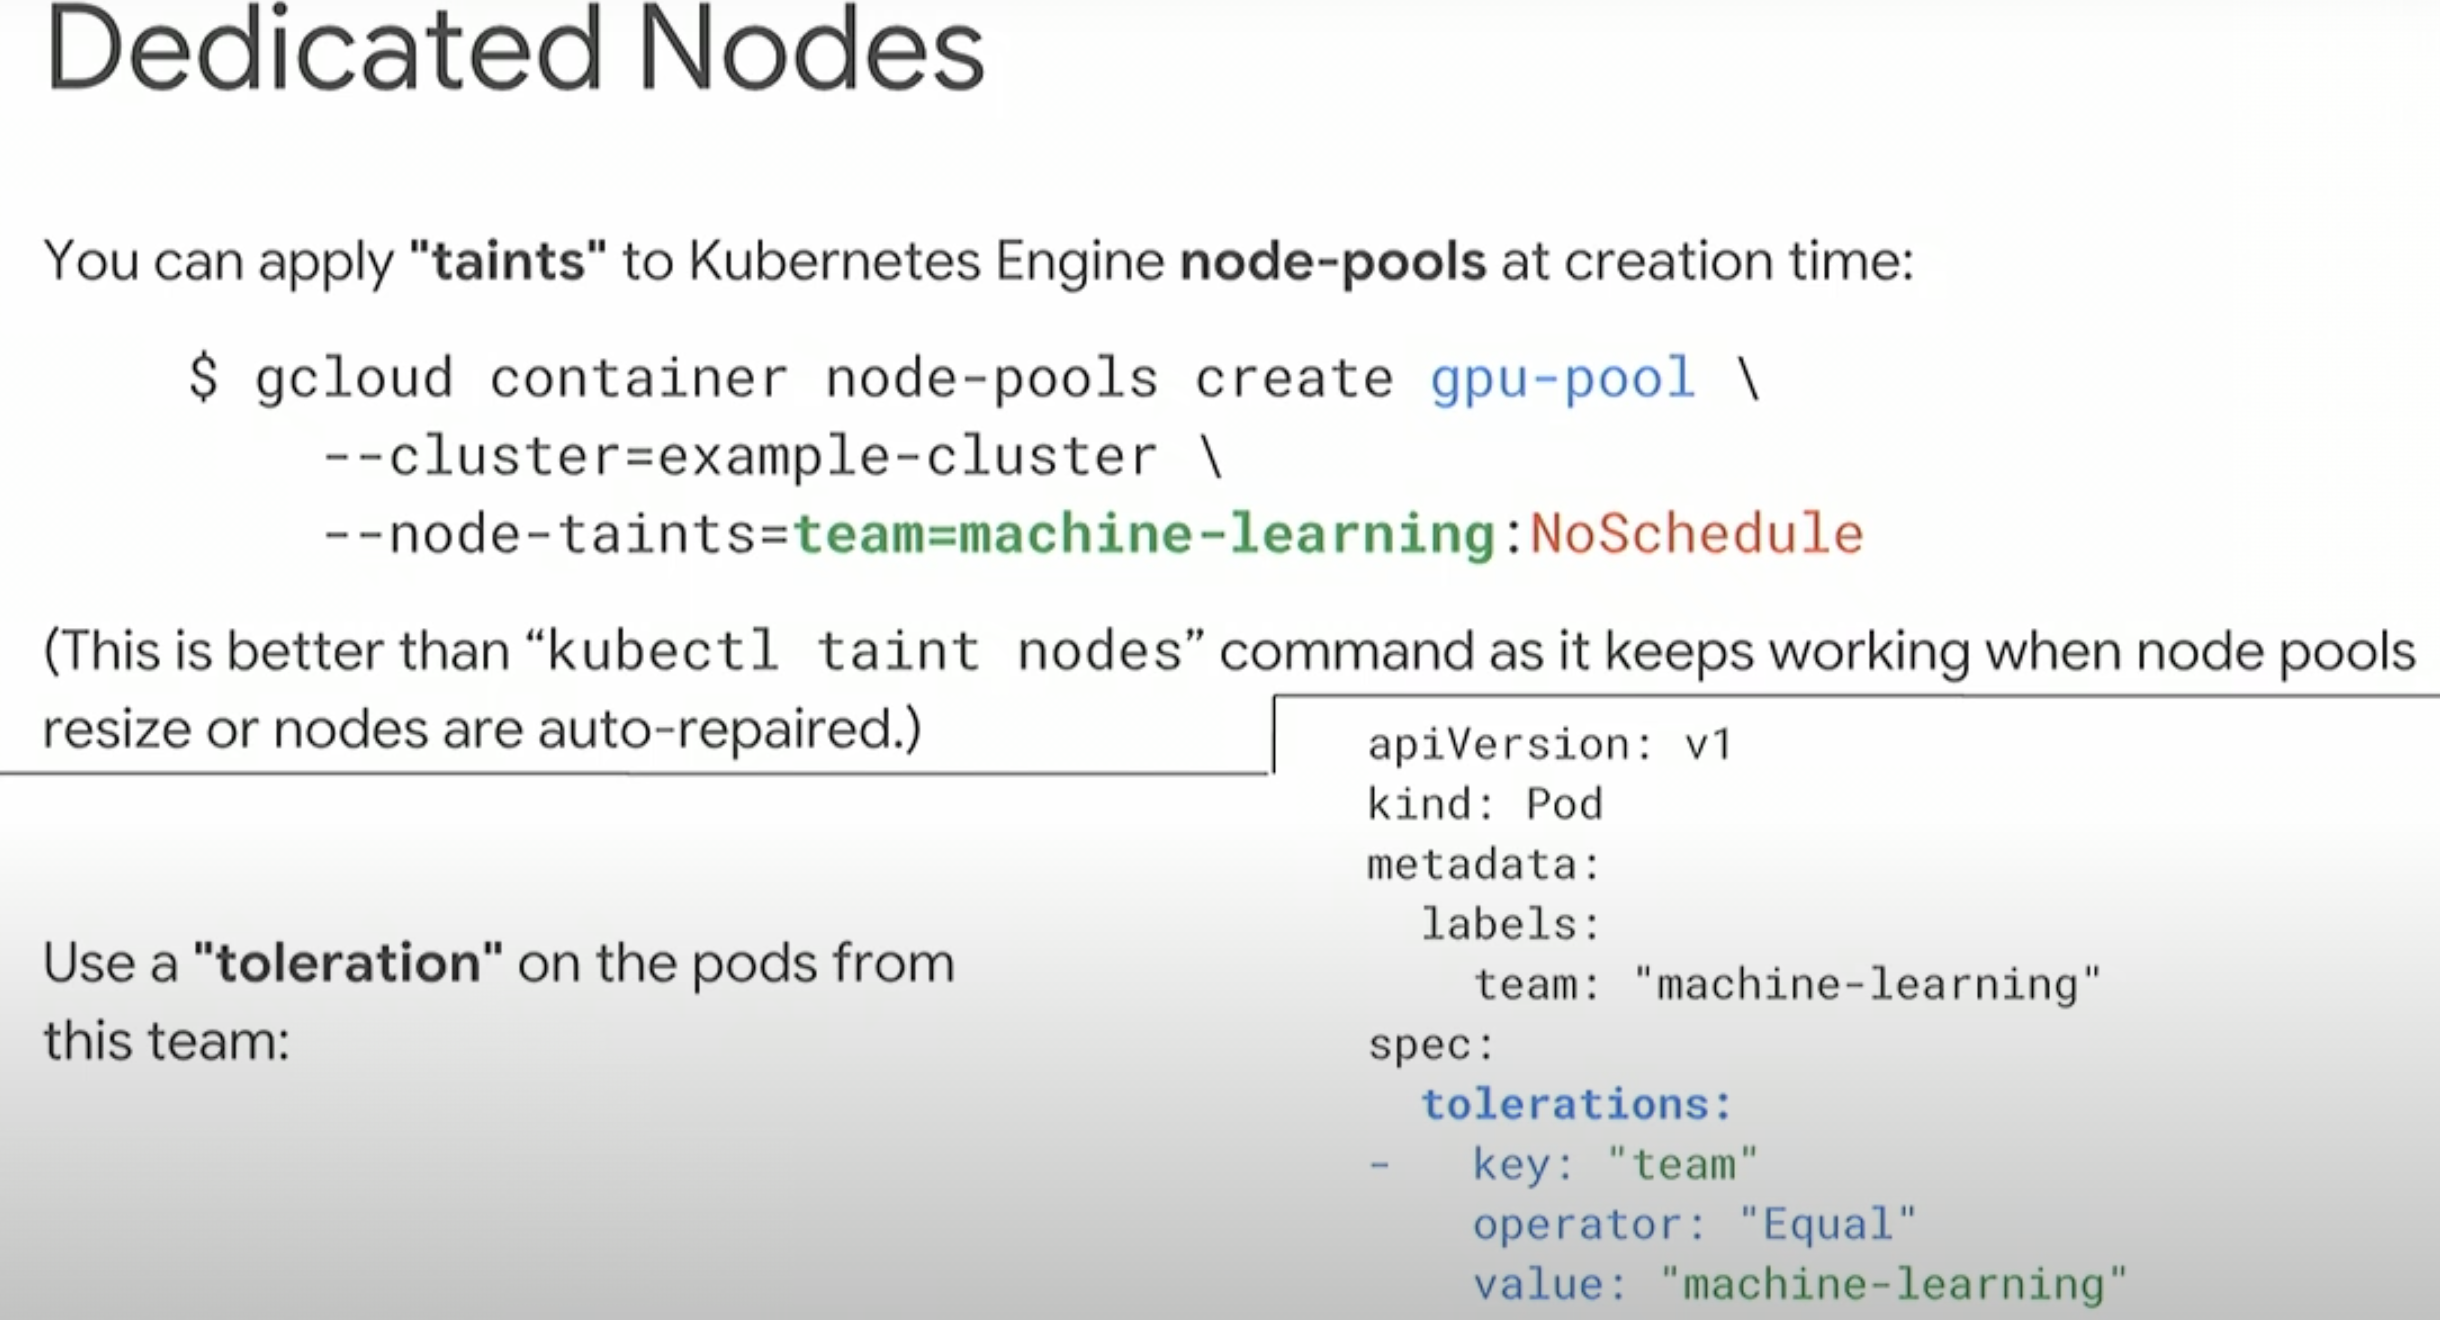 Dedicated Nodes
You can apply "taints" to Kubernetes Engine node-pools at creation time:
$ gcloud container node-pools create gpu-pool \
--cluster=example-cluster \
--node-taints=team=machine-learning:NoSchedule
(This is better than “kubectl taint nodes” command as it keeps working when node pools
resize or nodes are auto-repaired.)
Use a "toleration" on the pods from
this team:
apiVersion: v1
kind: Pod
metadata:
labels:
team: "machine-learning"
spec:
tolerations:
- key: "team"
operator: "Equal"
value: "machine-learning"